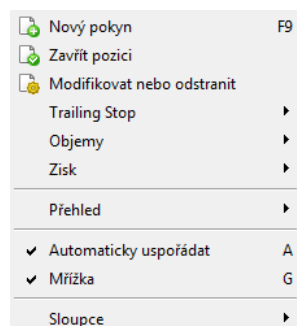 Nový pokyn F9
Zavřít pozici
Modifikovat nebo odstranit
Trailing Stop
Objemy
Zisk
Přehled
Automaticky uspořádat A
Mřížka G
Sloupce